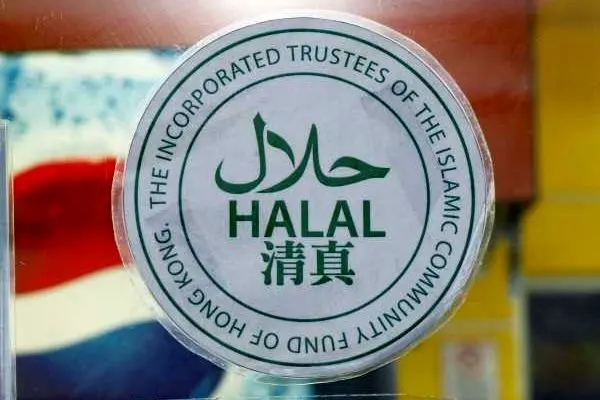 THE INCORPORATED TRUSTEES OF THE ISLAMIC COMMUNITY FUND OF HONG KONG.
حلال
HALAL
清真